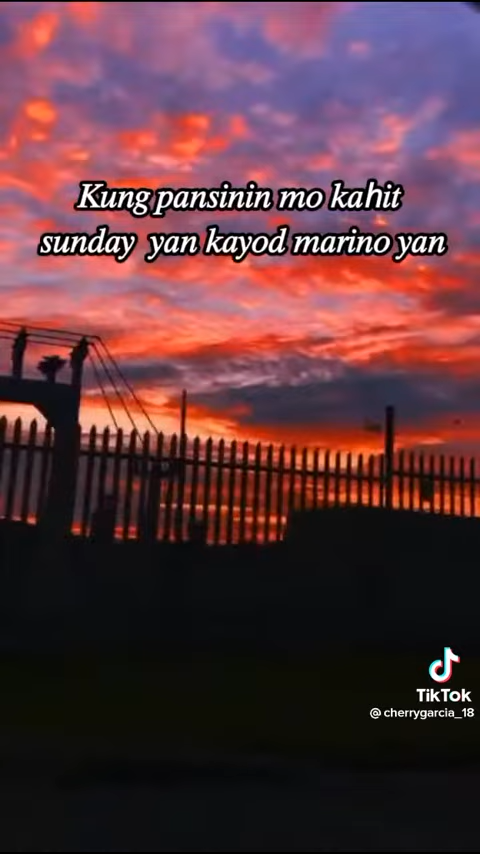 Kung pansinin mo kahit
sunday yan kayod marino yan
TikTok
@cherrygarcia_18